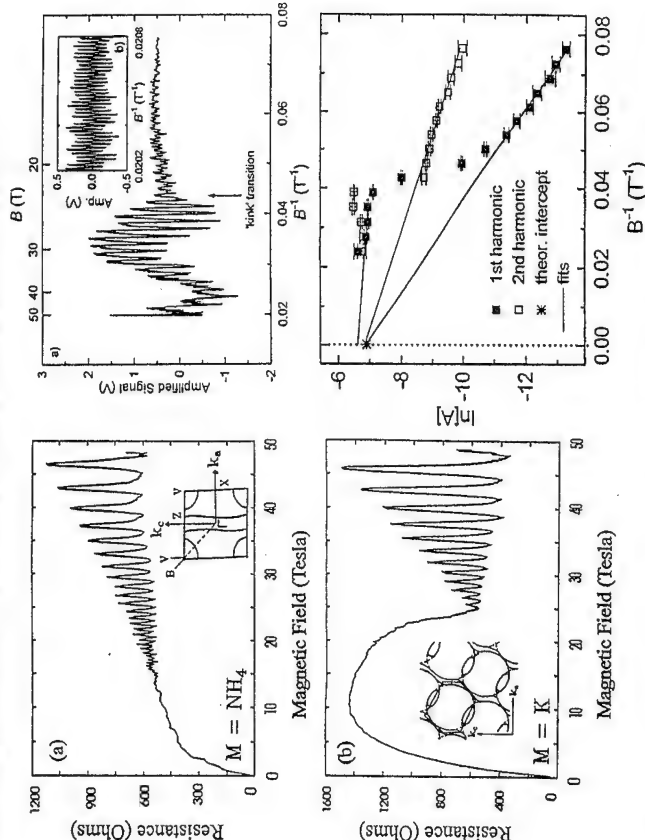 1200
900
600
300
0
Resistance (Ohms)
(a)
M = NH4
B
V
Z
V
Γ
X
kc
ka
0
10
20
30
40
50
Magnetic Field (Tesla)
1600
1200
800
400
0
Resistance (Ohms)
(b)
M = K
kc
0
10
20
30
40
50
Magnetic Field (Tesla)
B (T)
50
40
30
20
a)
3
2
1
0
-1
-2
Amplified Signal (V)
0.5
0.0
-0.5
Amp. (V)
b)
0.0202
B⁻¹ (T⁻¹)
0.0208
'kink' transition
0.02
0.04
0.06
0.08
B⁻¹ (T⁻¹)
-6
-8
-10
-12
ln[A]
1st harmonic
2nd harmonic
theor. intercept
fits
0.00
0.02
0.04
0.06
0.08
B⁻¹ (T⁻¹)